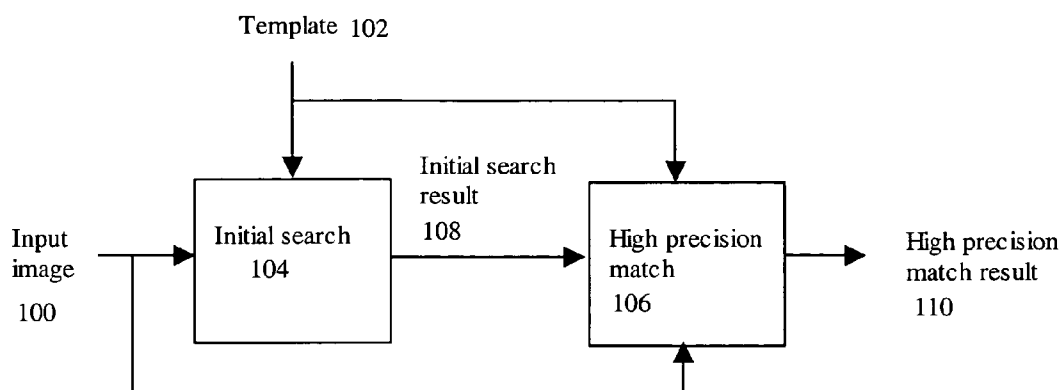 Template 102
Initial search
result
108
Input
image
100
Initial search
104
High precision
match
106
High precision
match result
110